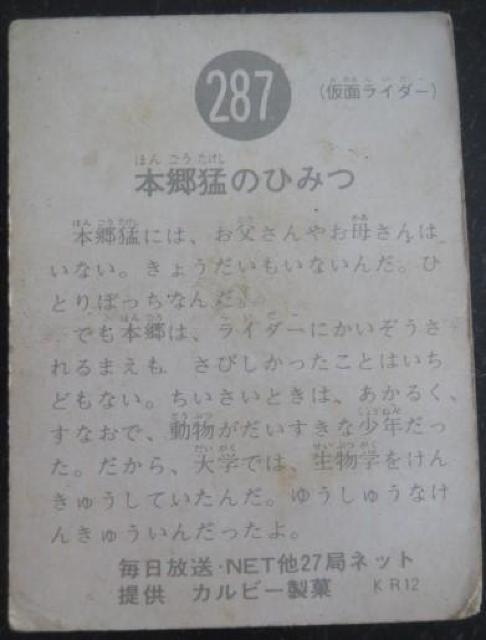 287
(仮面ライダー)
本郷猛のひみつ
本郷猛には、お父さんやお母さんは
いない。きょうだいもいないんだ。ひ
とりぼっちなんだ。
でも本郷は、ライダーにかいぞうさ
れるまえも さびしかったことはいち
どもない。ちいさいときは、あかるく、
すなおで、動物がだいすきな少年だっ
た。だから、大学では、生物学をけん
きゅうしていたんだ。ゆうしゅうなけ
んきゅういんだったよ。
毎日放送・NET他27局ネット
提供 カルビー製菓 KR12